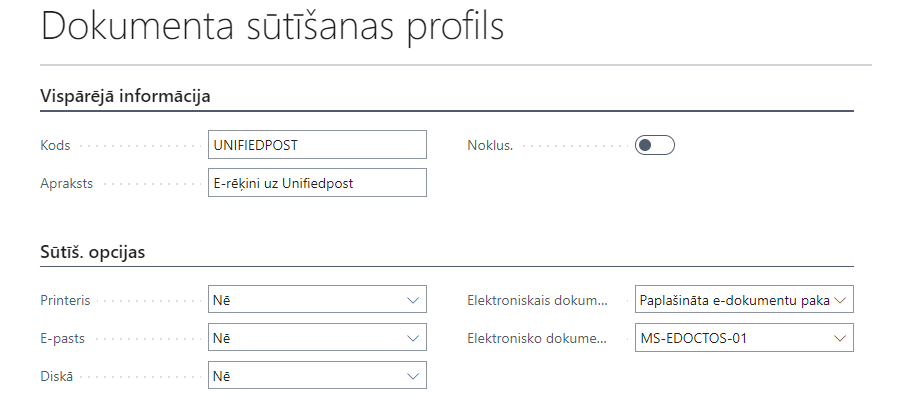 Dokumenta sūtīšanas profils
Vispārējā informācija
Kods UNIFIEDPOST Noklus.
Apraksts E-rēķini uz Unifiedpost
Sūtīš. opcijas
Printeris Nē Elektroniskais dokum... Paplašināta e-dokumentu paka
E-pasts Nē Elektronisko dokume... MS-EDOCTOS-01
Diskā Nē